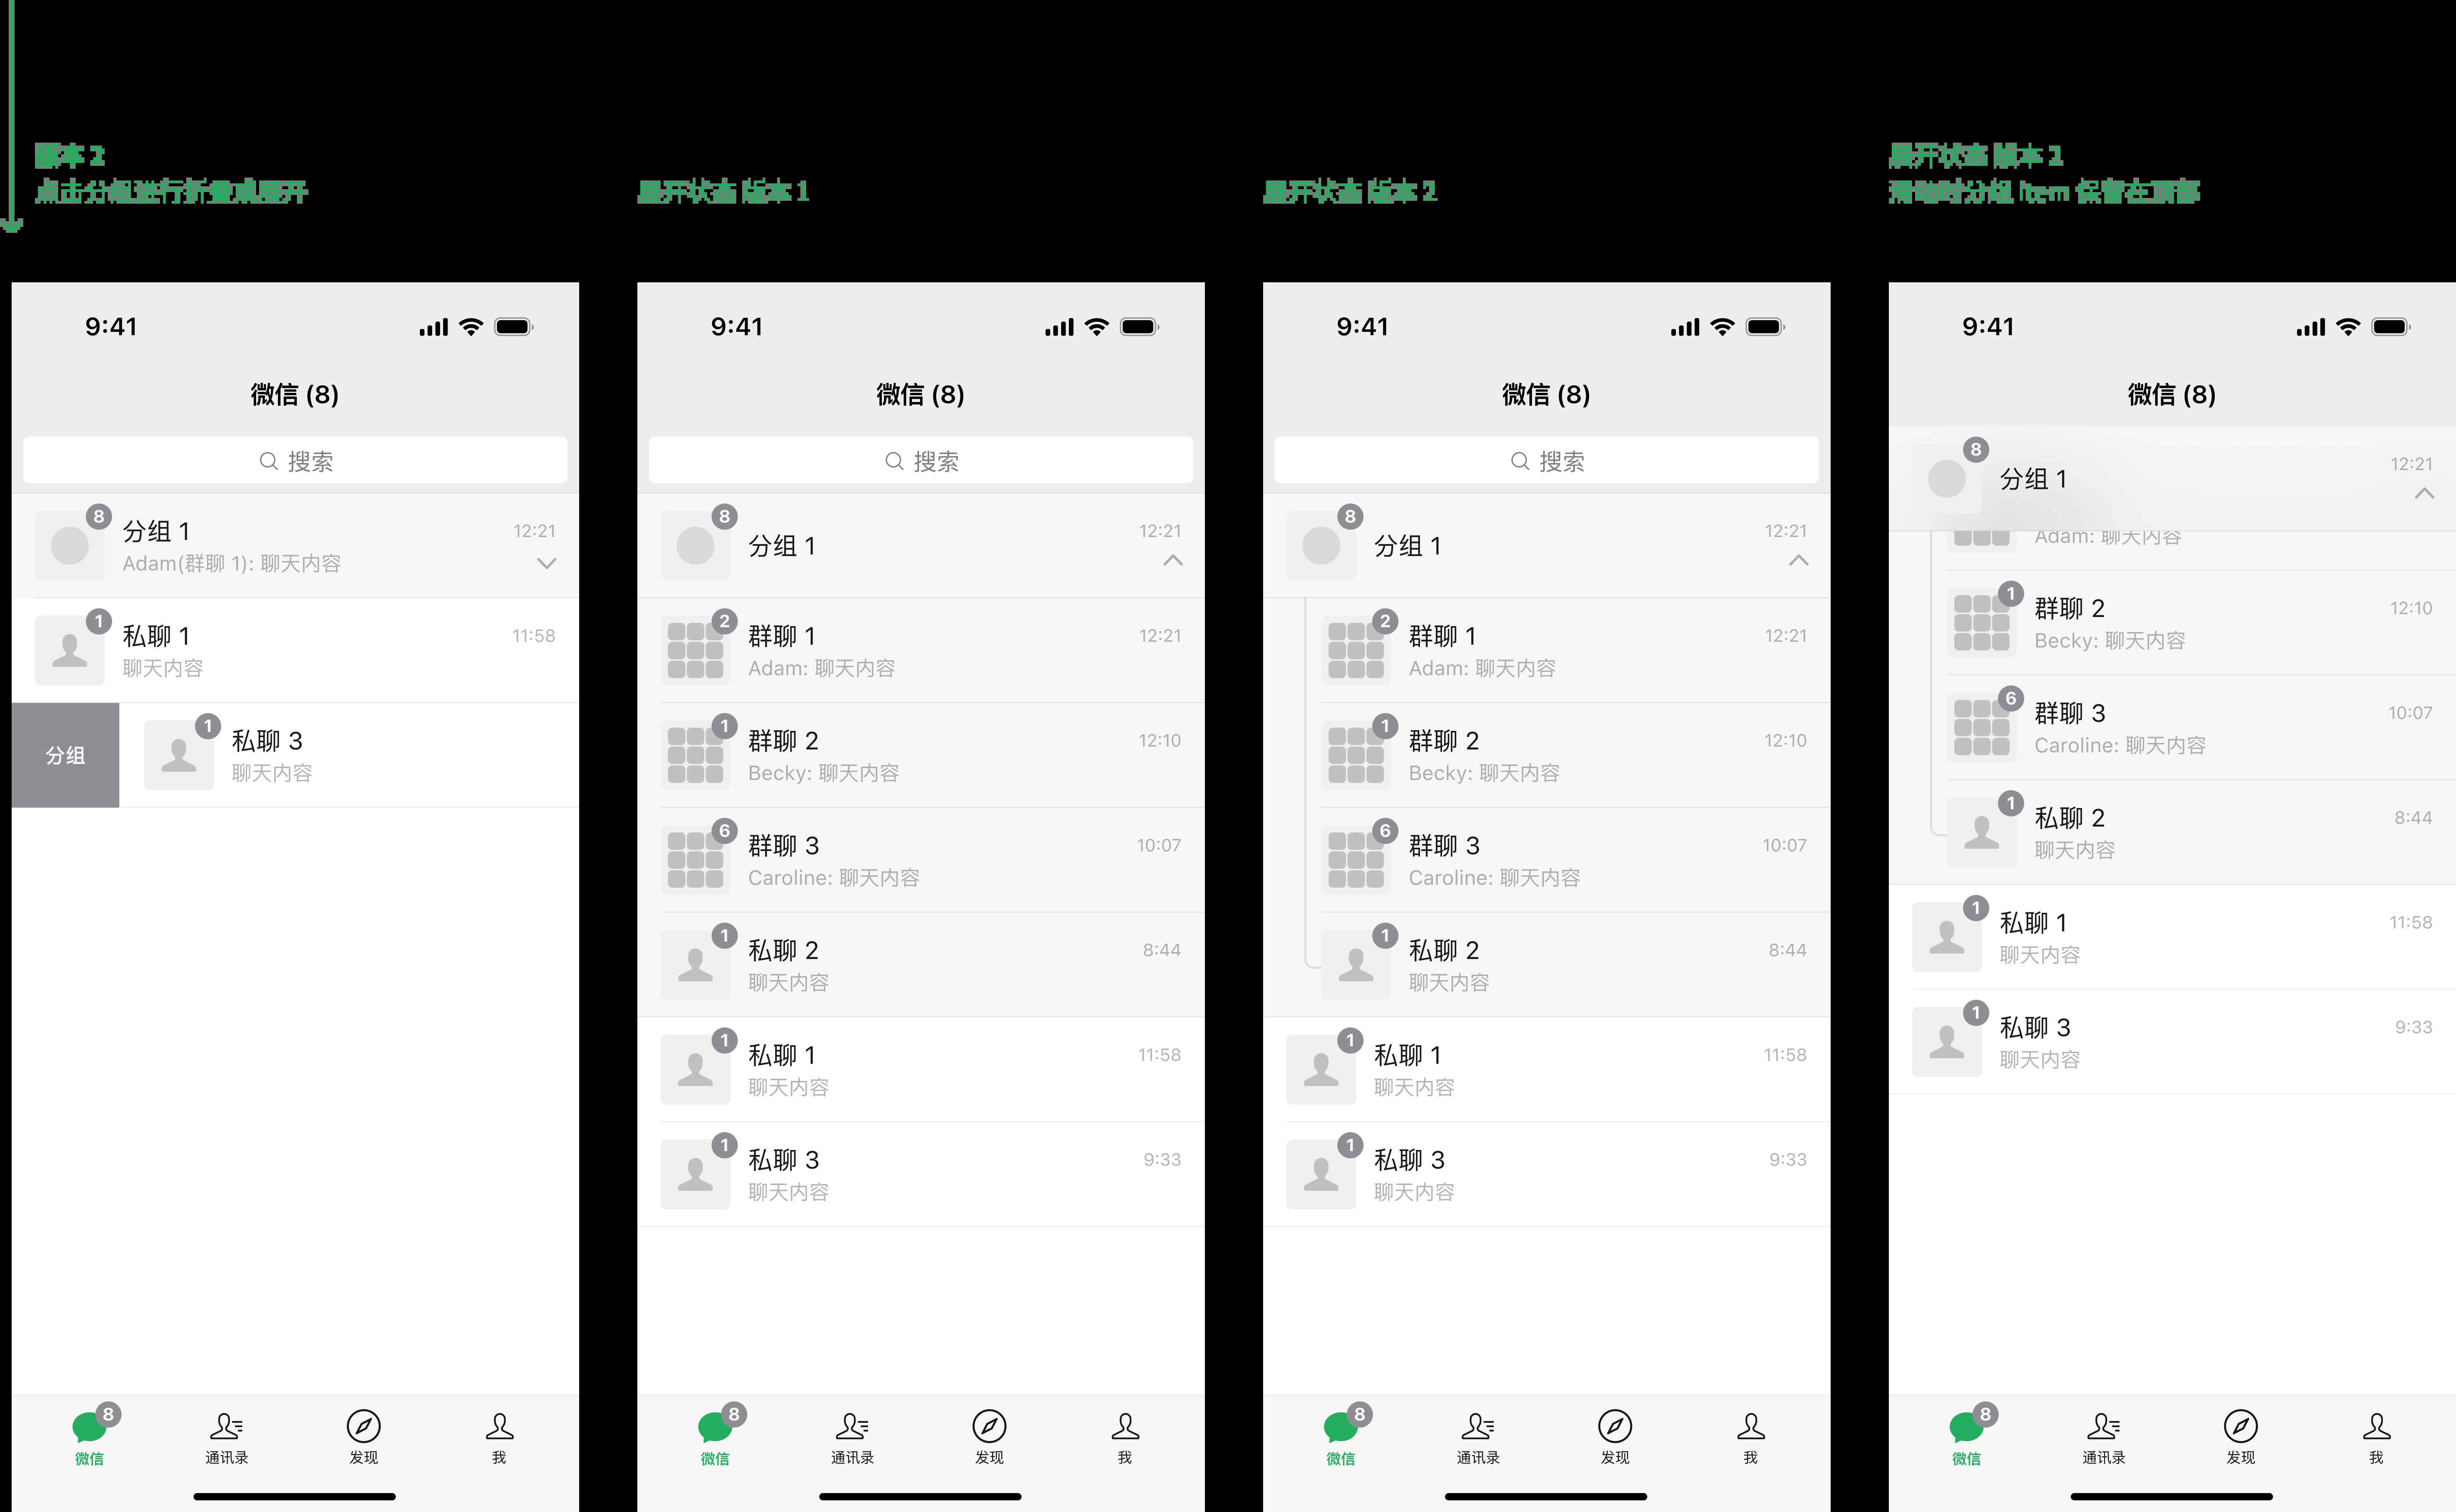 版本 2
点击分组进行折叠或展开
9:41
微信 (8)
搜索
8
分组 1
12:21
Adam(群聊 1): 聊天内容
1
私聊 1
11:58
聊天内容
分组
1
私聊 3
聊天内容
8
微信
通讯录
发现
我
展开状态 版本 1
9:41
微信 (8)
搜索
8
分组 1
12:21
2
群聊 1
12:21
Adam: 聊天内容
1
群聊 2
12:10
Becky: 聊天内容
6
群聊 3
10:07
Caroline: 聊天内容
1
私聊 2
8:44
聊天内容
1
私聊 1
11:58
聊天内容
1
私聊 3
9:33
聊天内容
8
微信
通讯录
发现
我
展开状态 版本 2
9:41
微信 (8)
搜索
8
分组 1
12:21
2
群聊 1
12:21
Adam: 聊天内容
1
群聊 2
12:10
Becky: 聊天内容
6
群聊 3
10:07
Caroline: 聊天内容
1
私聊 2
8:44
聊天内容
1
私聊 1
11:58
聊天内容
1
私聊 3
9:33
聊天内容
8
微信
通讯录
发现
我
展开状态 版本 2
滑动时分组 Item 保留在顶部
9:41
微信 (8)
8
分组 1
12:21
Adam: 聊天内容
1
群聊 2
12:10
Becky: 聊天内容
6
群聊 3
10:07
Caroline: 聊天内容
1
私聊 2
8:44
聊天内容
1
私聊 1
11:58
聊天内容
1
私聊 3
9:33
聊天内容
8
微信
通讯录
发现
我